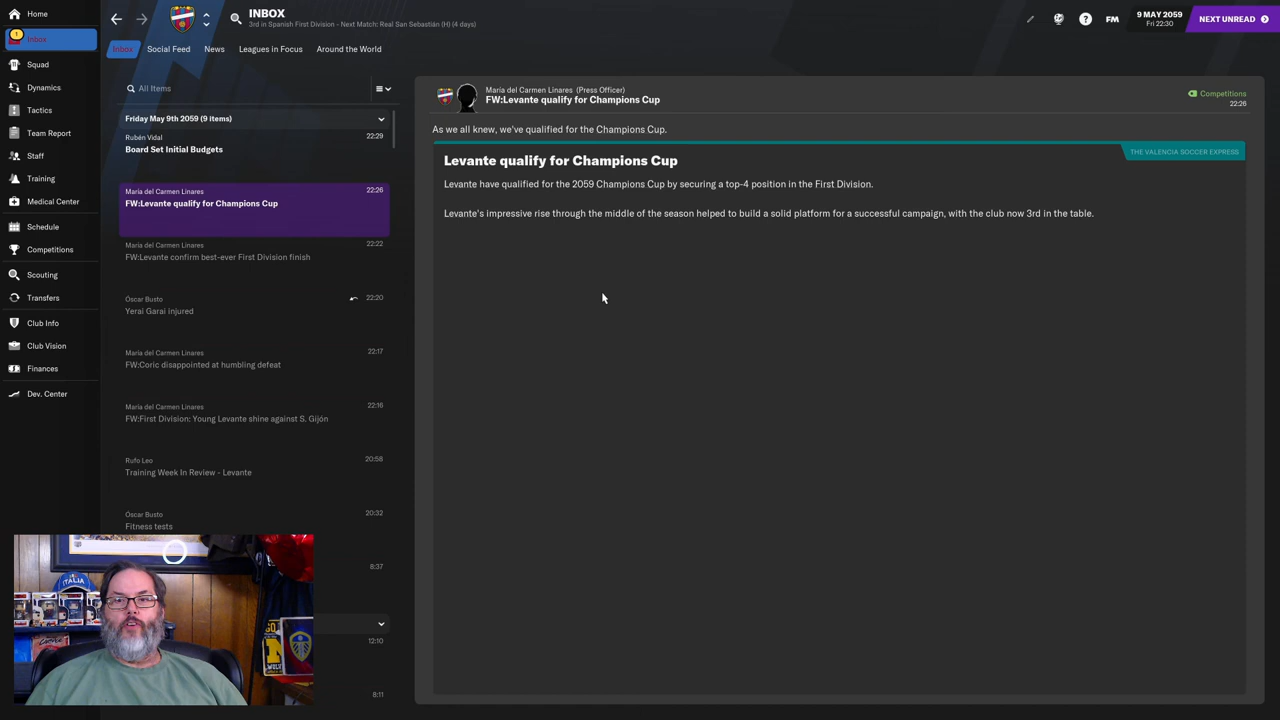 Home
INBOX
3rd in Spanish First Division - Next Match: Real San Sebastián (H) (4 days)
FM
9 MAY 2059
Fri 22:30
NEXT UNREAD
1
Inbox
Squad
Dynamics
Tactics
Team Report
Staff
Training
Medical Center
Schedule
Competitions
Scouting
Transfers
Club Info
Club Vision
Finances
Dev. Center
Inbox
Social Feed
News
Leagues in Focus
Around the World
All Items
Friday May 9th 2059 (9 items)
Rubén Vidal
22:29
Board Set Initial Budgets
María del Carmen Linares
22:26
FW:Levante qualify for Champions Cup
María del Carmen Linares
22:22
FW:Levante confirm best-ever First Division finish
Óscar Busto
22:20
Yerai Garai injured
María del Carmen Linares
22:17
FW:Coric disappointed at humbling defeat
María del Carmen Linares
22:16
FW:First Division: Young Levante shine against S. Gijón
Rufo Leo
20:58
Training Week In Review - Levante
Óscar Busto
20:32
Fitness tests
8:37
12:10
8:11
María del Carmen Linares (Press Officer)
FW:Levante qualify for Champions Cup
Competitions
22:26
As we all knew, we've qualified for the Champions Cup.
THE VALENCIA SOCCER EXPRESS
Levante qualify for Champions Cup
Levante have qualified for the 2059 Champions Cup by securing a top-4 position in the First Division.
Levante's impressive rise through the middle of the season helped to build a solid platform for a successful campaign, with the club now 3rd in the table.
ITALIA